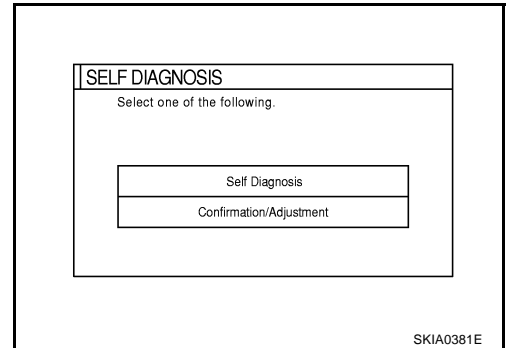 SELF DIAGNOSIS
Select one of the following.
Self Diagnosis
Confirmation/Adjustment
SKIA0381E